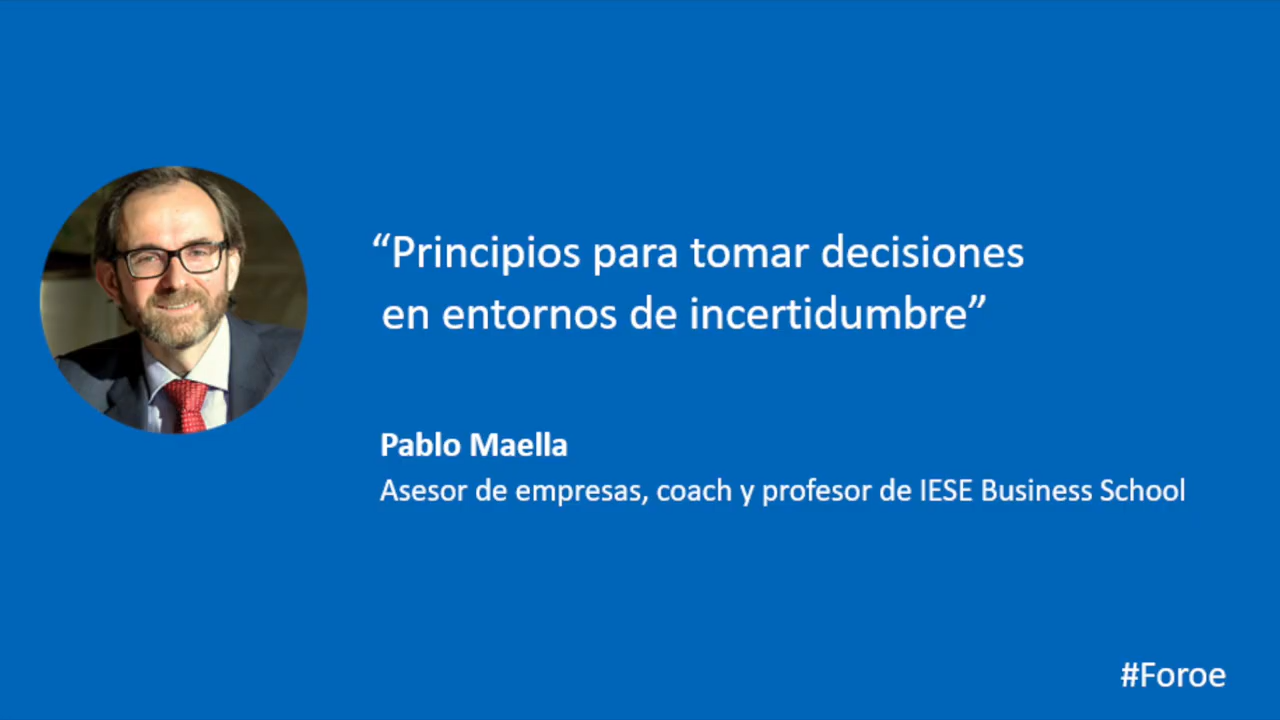 “Principios para tomar decisiones
en entornos de incertidumbre”
Pablo Maella
Asesor de empresas, coach y profesor de IESE Business School
#Foroe